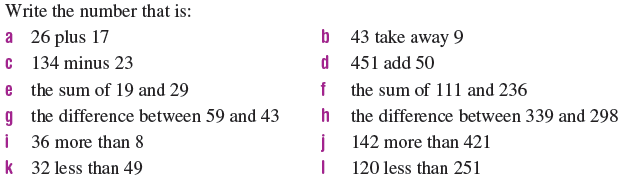 Write the number that is:
a 26 plus 17 b 43 take away 9
c 134 minus 23 d 451 add 50
e the sum of 19 and 29 f the sum of 111 and 236
g the difference between 59 and 43 h the difference between 339 and 298
i 36 more than 8 j 142 more than 421
k 32 less than 49 l 120 less than 251